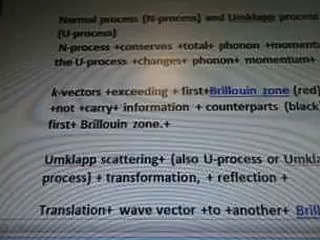 Normal process (N-process) and Umklapp process
(U-process)
N-process +conserves +total+ phonon +moment
the U-process +changes+ phonon+ momentum+
k-vectors +exceeding + first+Brillouin zone (red)
+not +carry+ information + counterparts (black
first+ Brillouin zone.+
Umklapp scattering+ (also U-process or Umkla
process) + transformation, + reflection +
Translation+ wave vector +to +another+ Bril